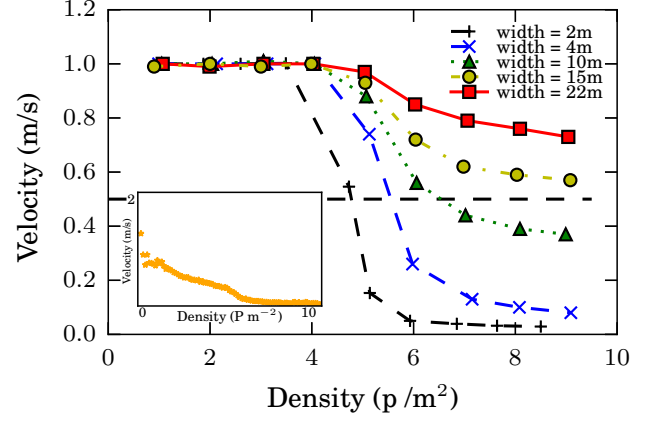 1.2
1.0
0.8
0.6
0.4
0.2
0.0
Velocity (m/s)
width = 2m
width = 4m
width = 10m
width = 15m
width = 22m
2
Velocity (m/s)
0
10
Density (P m⁻²)
0
2
4
6
8
10
Density (p /m²)